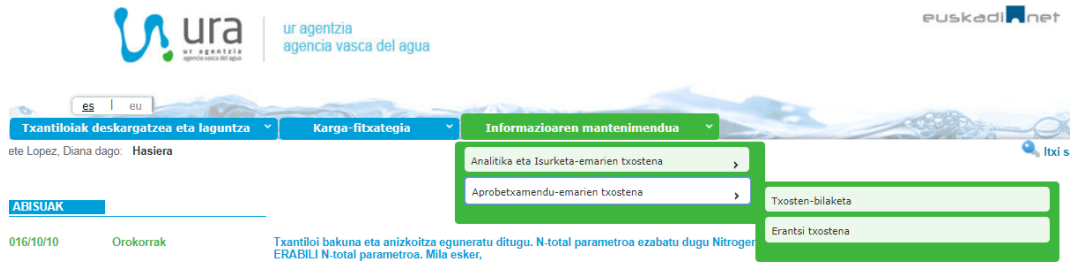 ura
ur agentzia
agencia vasca del agua
ur agentzia
agencia vasca del agua
euskadi net
es | eu
Txantiloiak deskargatzea eta laguntza
Karga-fitxategia
Informazioaren mantenimendua
ete Lopez, Diana dago: Hasiera
Itxi s
Analitika eta Isurketa-emarien txostena
Aprobetxamendu-emarien txostena
Txosten-bilaketa
Erantsi txostena
ABISUAK
016/10/10 Orokorrak Txantiloi bakuna eta anizkoitza eguneratu ditugu. N-total parametroa ezabatu dugu Nitroger
ERABILI N-total parametroa. Mila esker,